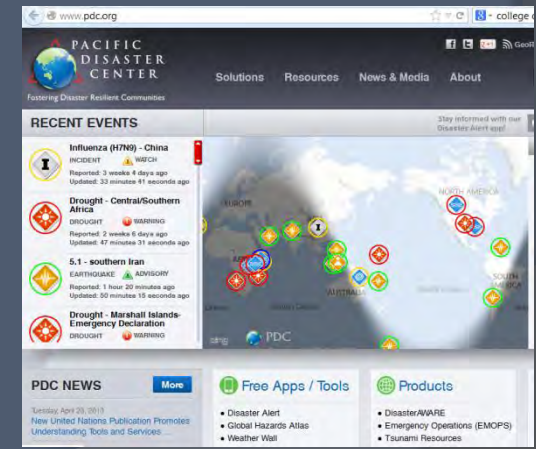 www.pdc.org
college
PACIFIC
DISASTER
CENTER
Fostering Disaster Resilient Communities
GeoR
Solutions Resources News & Media About
RECENT EVENTS
Stay informed with our
Disaster Alert app!
Influenza (H7N9) - China
INCIDENT WATCH
Reported: 3 weeks 4 days ago
Updated: 33 minutes 41 seconds ago
Drought - Central/Southern
Africa
DROUGHT WARNING
Reported: 2 weeks 6 days ago
Updated: 47 minutes 31 seconds ago
5.1 - southern Iran
EARTHQUAKE ADVISORY
Reported: 1 hour 20 minutes ago
Updated: 50 minutes 15 seconds ago
Drought - Marshall Islands-
Emergency Declaration
DROUGHT WARNING
EUROPE
NORTH AMERICA
SOUTH
AMERICA
AUSTRALIA
bing
PDC
PDC NEWS More
New United Nations Publication Promotes
Understanding Tools and Services ...
Free Apps / Tools
• Disaster Alert
• Global Hazards Atlas
• Weather Wall
Products
• DisasterAWARE
• Emergency Operations (EMOPS)
• Tsunami Resources